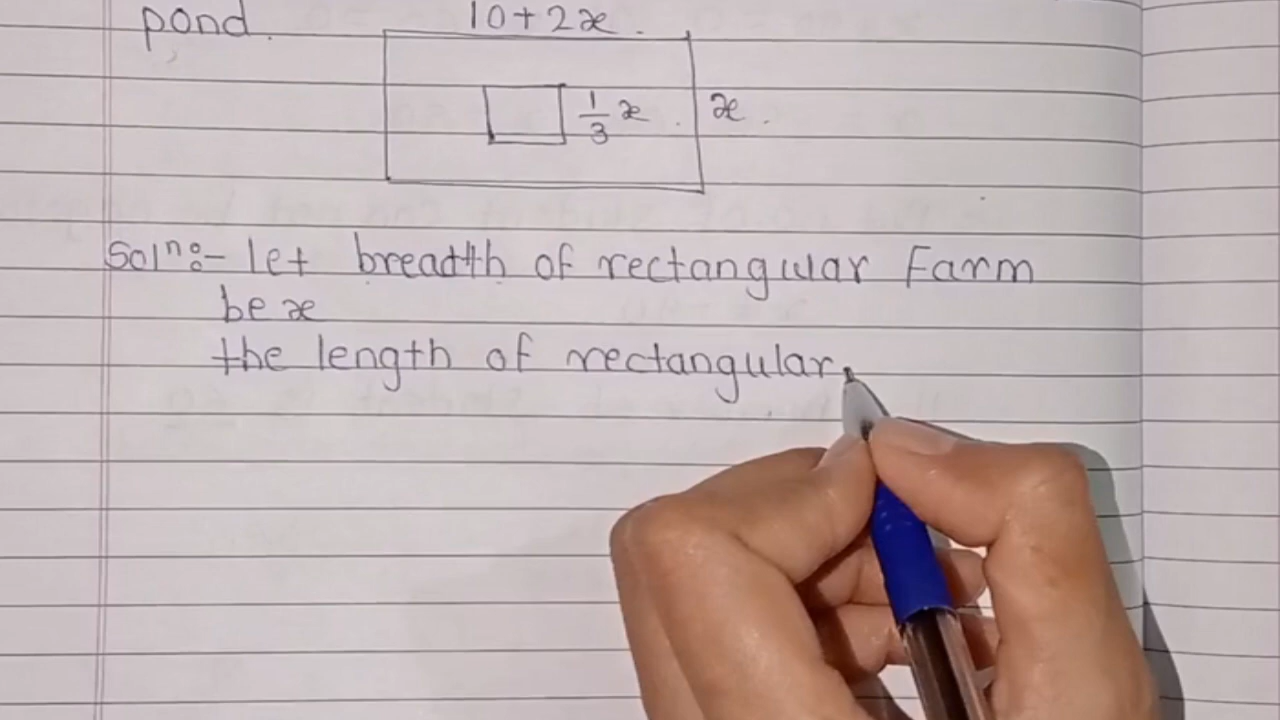 pond.
10 + 2x.
1/3 x.
x.
Solⁿ:- let breadth of rectangular Farm
be x
the length of rectangular